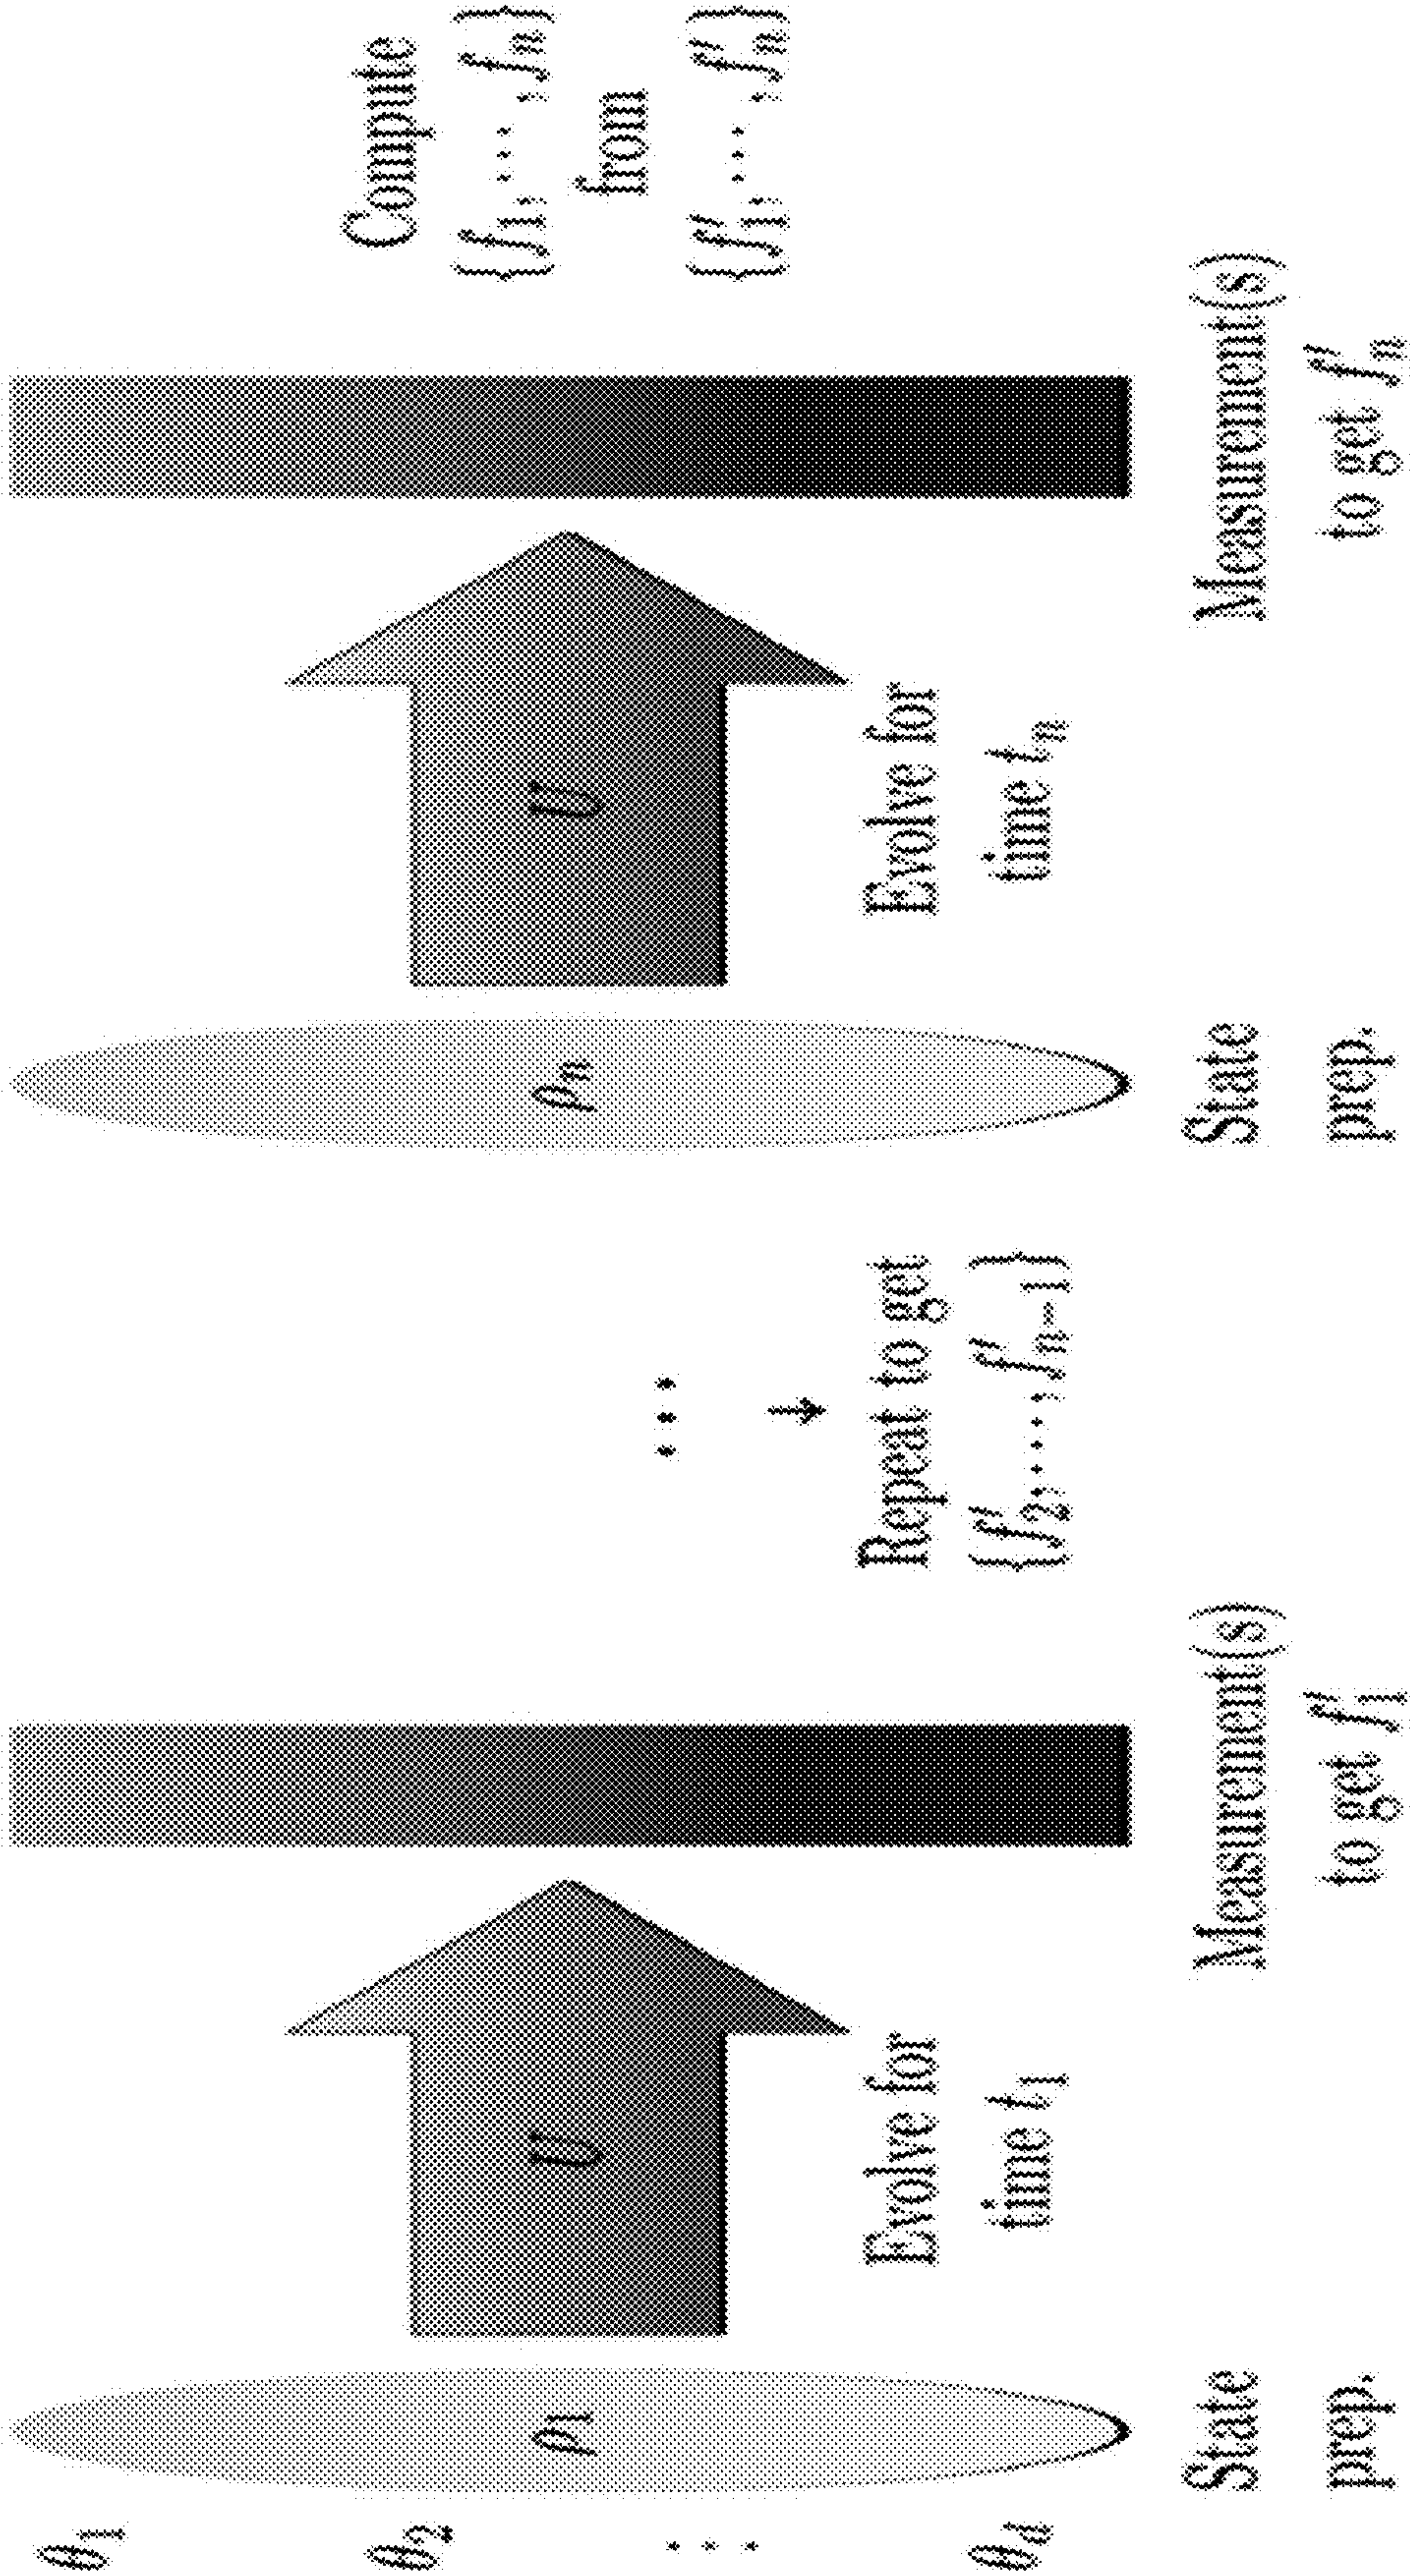 θ₁
θ₂
⋮
θ_d
ρ₁
State
prep.
U
Evolve for
time t₁
Measurement(s)
to get f′₁
…
↓
Repeat to get
{f′₂, …, f′ₙ₋₁}
ρₙ
State
prep.
U
Evolve for
time tₙ
Measurement(s)
to get f′ₙ
Compute
{f₁, …, fₙ}
from
{f′₁, …, f′ₙ}